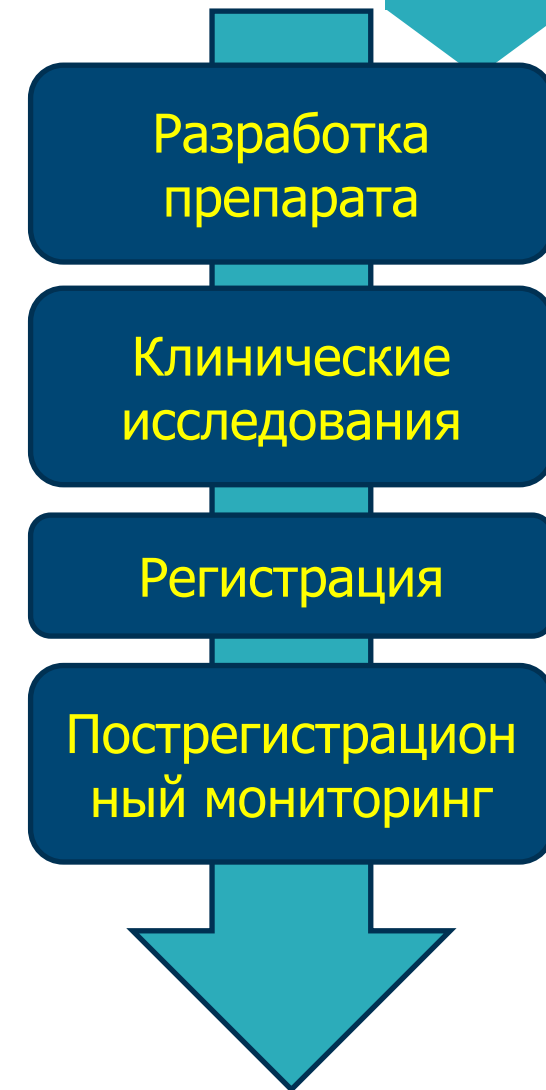 Разработка
препарата
Клинические
исследования
Регистрация
Пострегистрацион
ный мониторинг